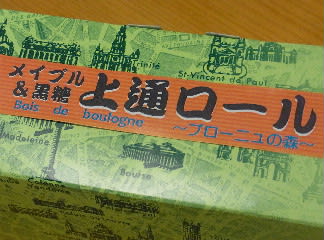 Trinité
St-Vincent de Paul
メイプル
&黒糖
上通ロール
Bois de boulogne
～ブローニュの森～
Madeleine
Bourse